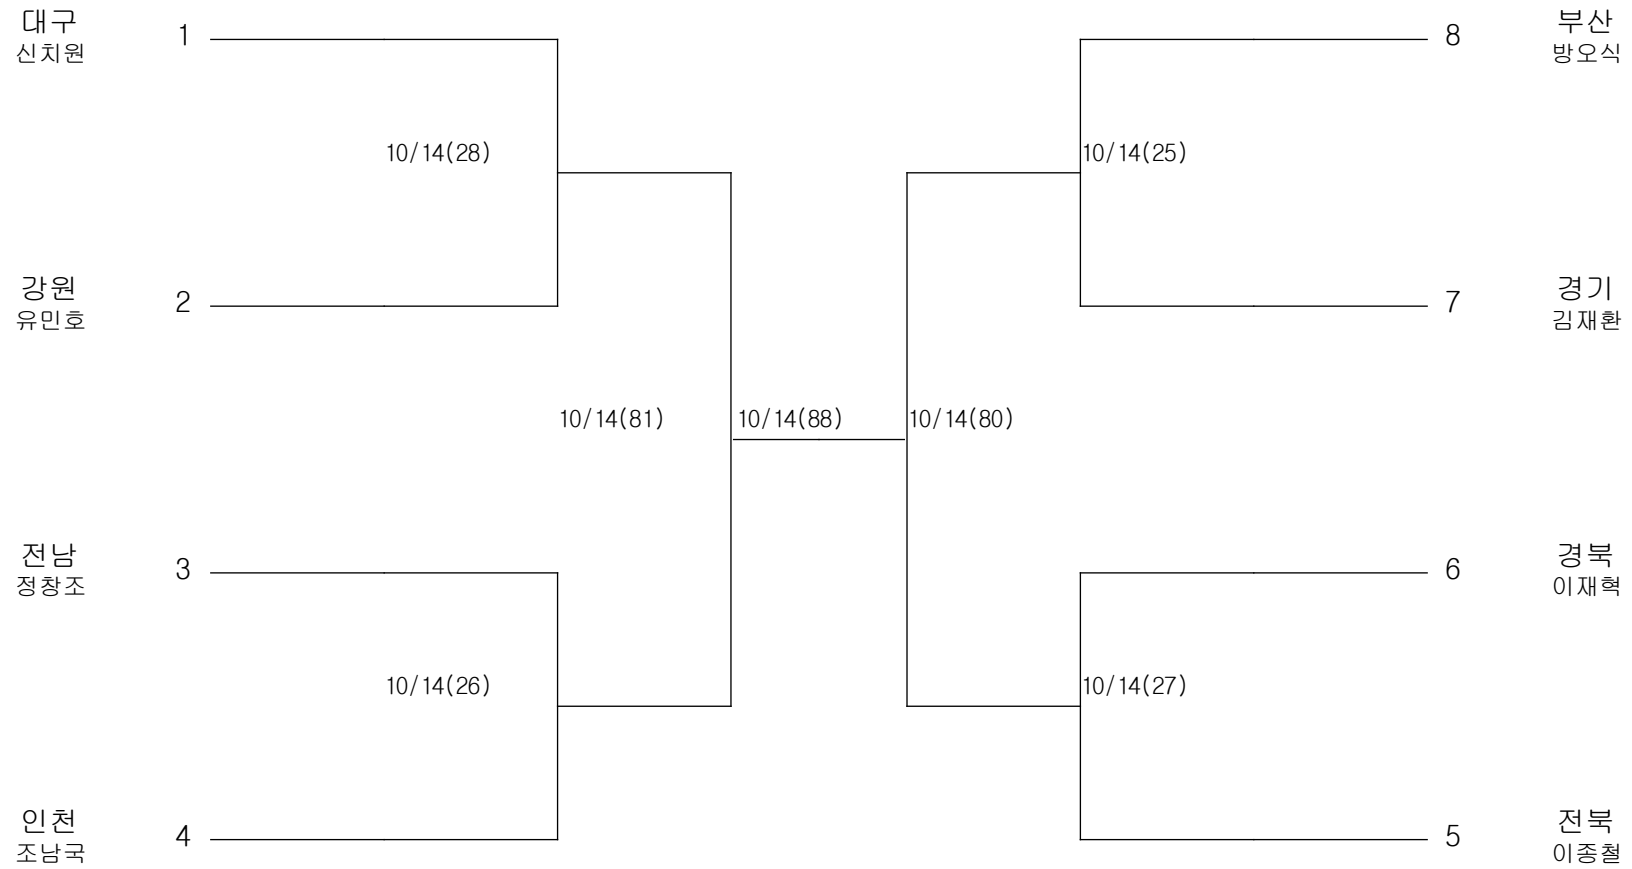 대구
신치원
1
8
부산
방오식
10/14(28)
10/14(25)
강원
유민호
2
7
경기
김재환
10/14(81)
10/14(88)
10/14(80)
전남
정창조
3
6
경북
이재혁
10/14(26)
10/14(27)
인천
조남국
4
5
전북
이종철